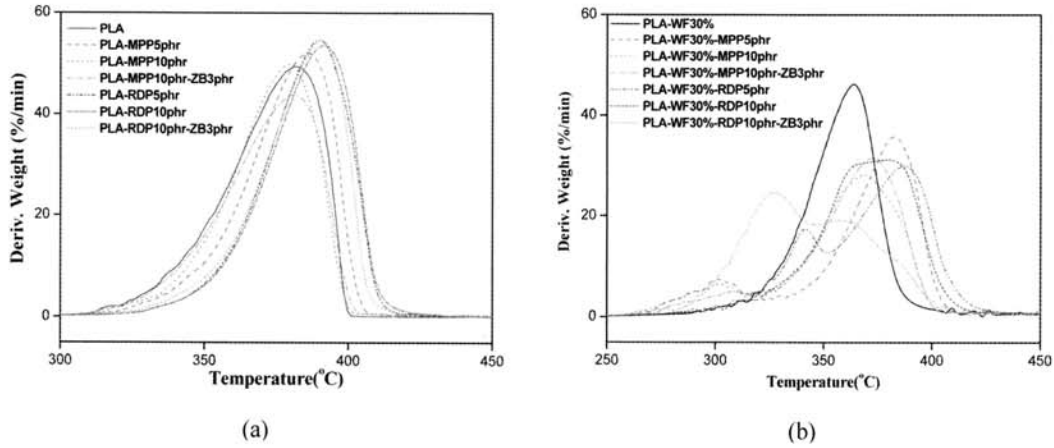 60
40
20
0
300
350
400
450
Deriv. Weight (%/min)
Temperature(°C)
PLA
PLA-MPP5phr
PLA-MPP10phr
PLA-MPP10phr-ZB3phr
PLA-RDP5phr
PLA-RDP10phr
PLA-RDP10phr-ZB3phr
(a)
60
40
20
0
250
300
350
400
450
Deriv. Weight (%/min)
Temperature(°C)
PLA-WF30%
PLA-WF30%-MPP5phr
PLA-WF30%-MPP10phr
PLA-WF30%-MPP10phr-ZB3phr
PLA-WF30%-RDP5phr
PLA-WF30%-RDP10phr
PLA-WF30%-RDP10phr-ZB3phr
(b)